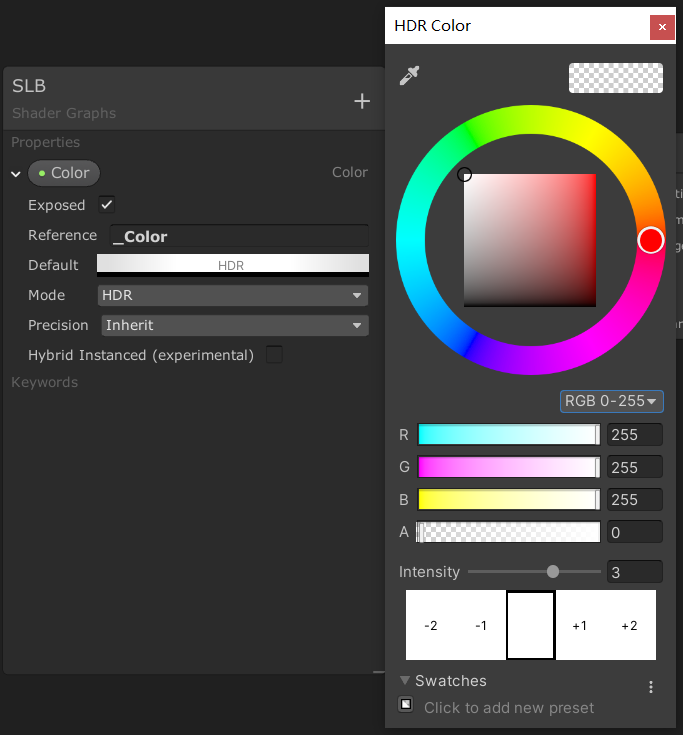 HDR Color
×
SLB
Shader Graphs
+
Properties
Color
Color
Exposed
Reference
_Color
Default
HDR
Mode
HDR
Precision
Inherit
Hybrid Instanced (experimental)
Keywords
RGB 0-255
R
255
G
255
B
255
A
0
Intensity
3
-2
-1
+1
+2
Swatches
Click to add new preset